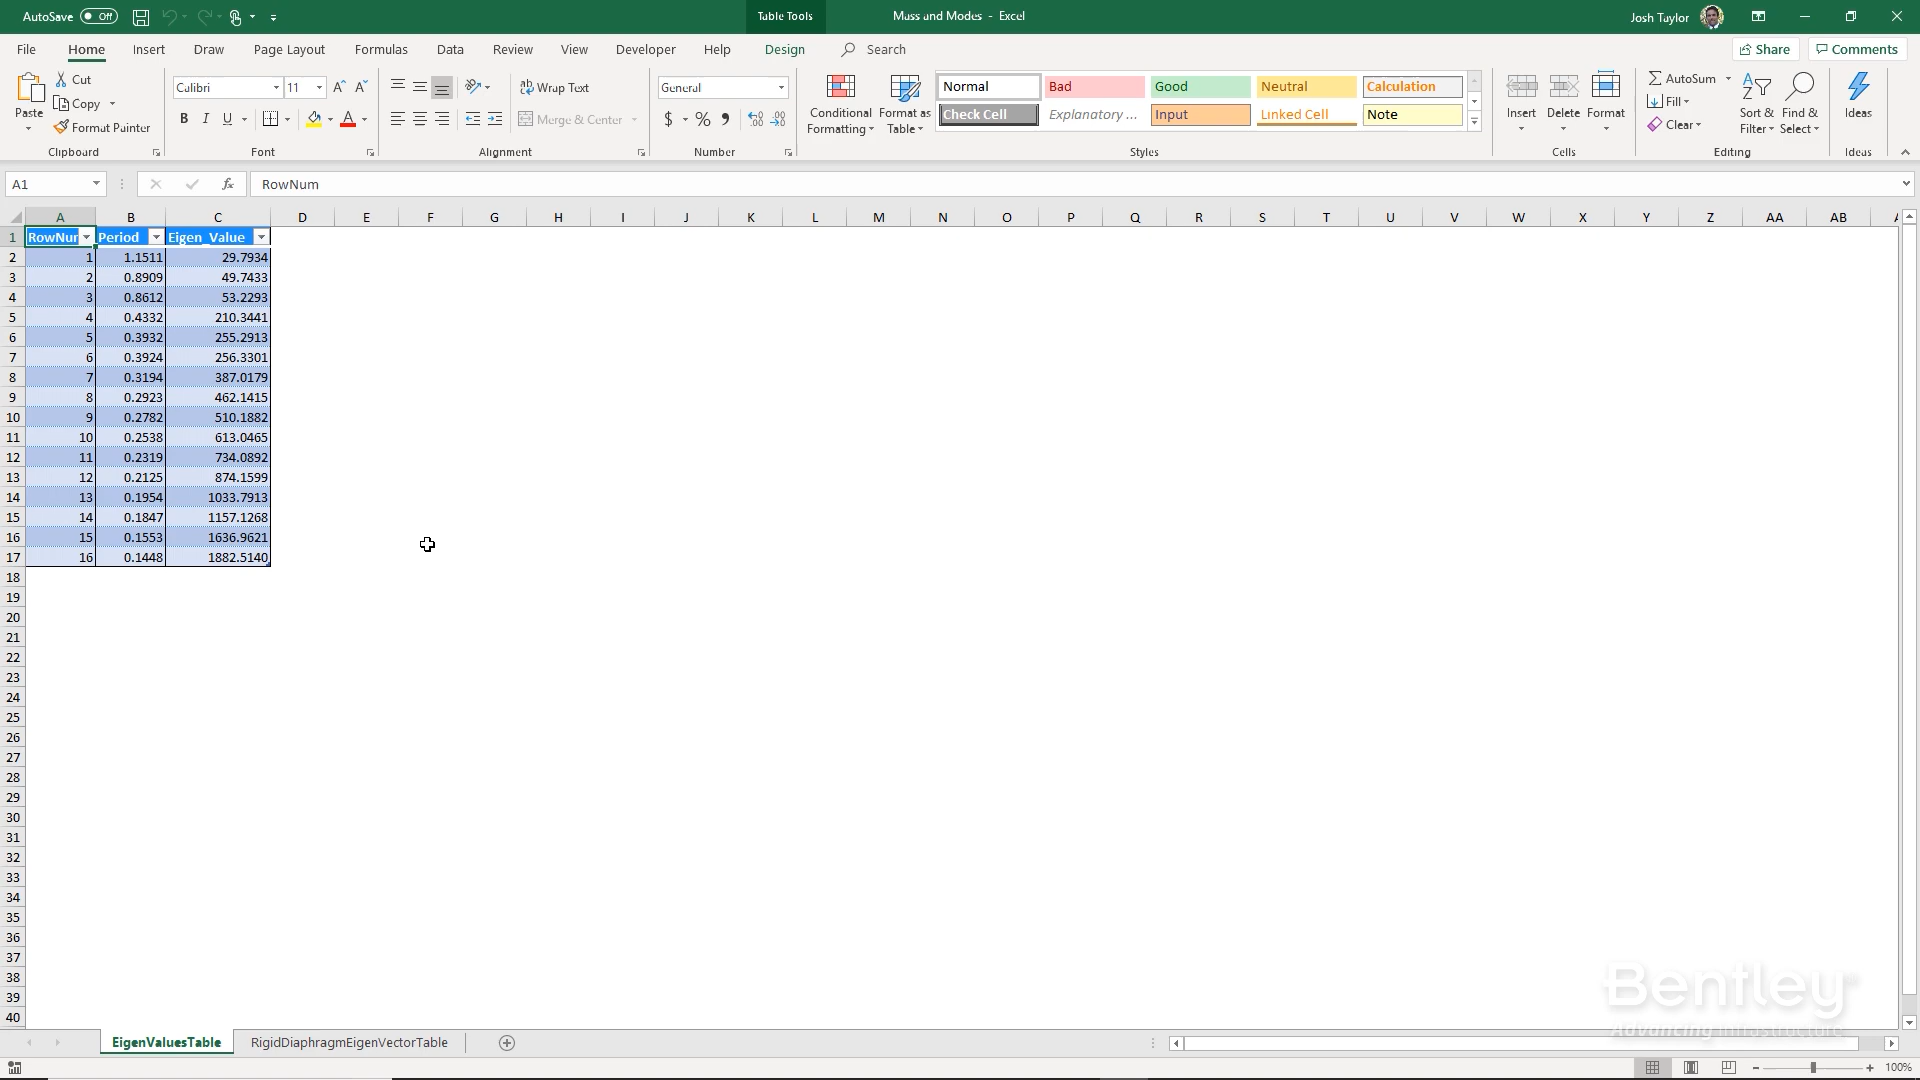 AutoSave Off Table Tools Mass and Modes - Excel Josh Taylor
File Home Insert Draw Page Layout Formulas Data Review View Developer Help Design Search Share Comments
Paste Cut Copy Format Painter Clipboard
Calibri 11 B I U A Font
Wrap Text Merge & Center Alignment
General $ % Number
Conditional Formatting Format as Table
Normal Bad Good Neutral Calculation
Check Cell Explanatory ... Input Linked Cell Note
Styles
Insert Delete Format Cells
AutoSum Fill Clear Sort & Filter Find & Select Editing
Ideas Ideas
A1 fx RowNum
A B C D E F G H I J K L M N O P Q R S T U V W X Y Z AA AB
1 RowNur Period Eigen_Value
2 1 1.1511 29.7934
3 2 0.8909 49.7433
4 3 0.8612 53.2293
5 4 0.4332 210.3441
6 5 0.3932 255.2913
7 6 0.3924 256.3301
8 7 0.3194 387.0179
9 8 0.2923 462.1415
10 9 0.2782 510.1882
11 10 0.2538 613.0465
12 11 0.2319 734.0892
13 12 0.2125 874.1599
14 13 0.1954 1033.7913
15 14 0.1847 1157.1268
16 15 0.1553 1636.9621
17 16 0.1448 1882.5140
18
19
20
21
22
23
24
25
26
27
28
29
30
31
32
33
34
35
36
37
38
39
40
Bentley
Advancing Infrastructure
EigenValuesTable RigidDiaphragmEigenVectorTable
100%